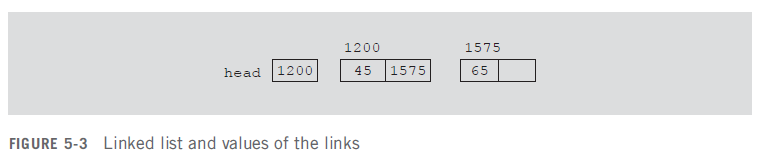 1200 1575
head 1200 45 1575 65
FIGURE 5-3 Linked list and values of the links